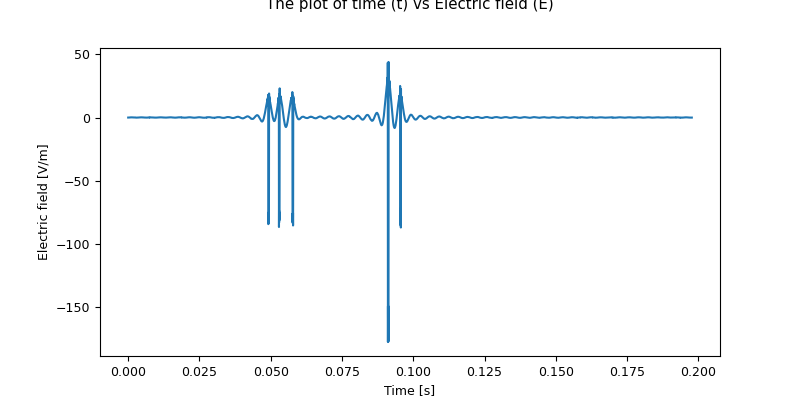 The plot of time (t) vs Electric field (E)
50
0
−50
−100
−150
Electric field [V/m]
0.000 0.025 0.050 0.075 0.100 0.125 0.150 0.175 0.200
Time [s]